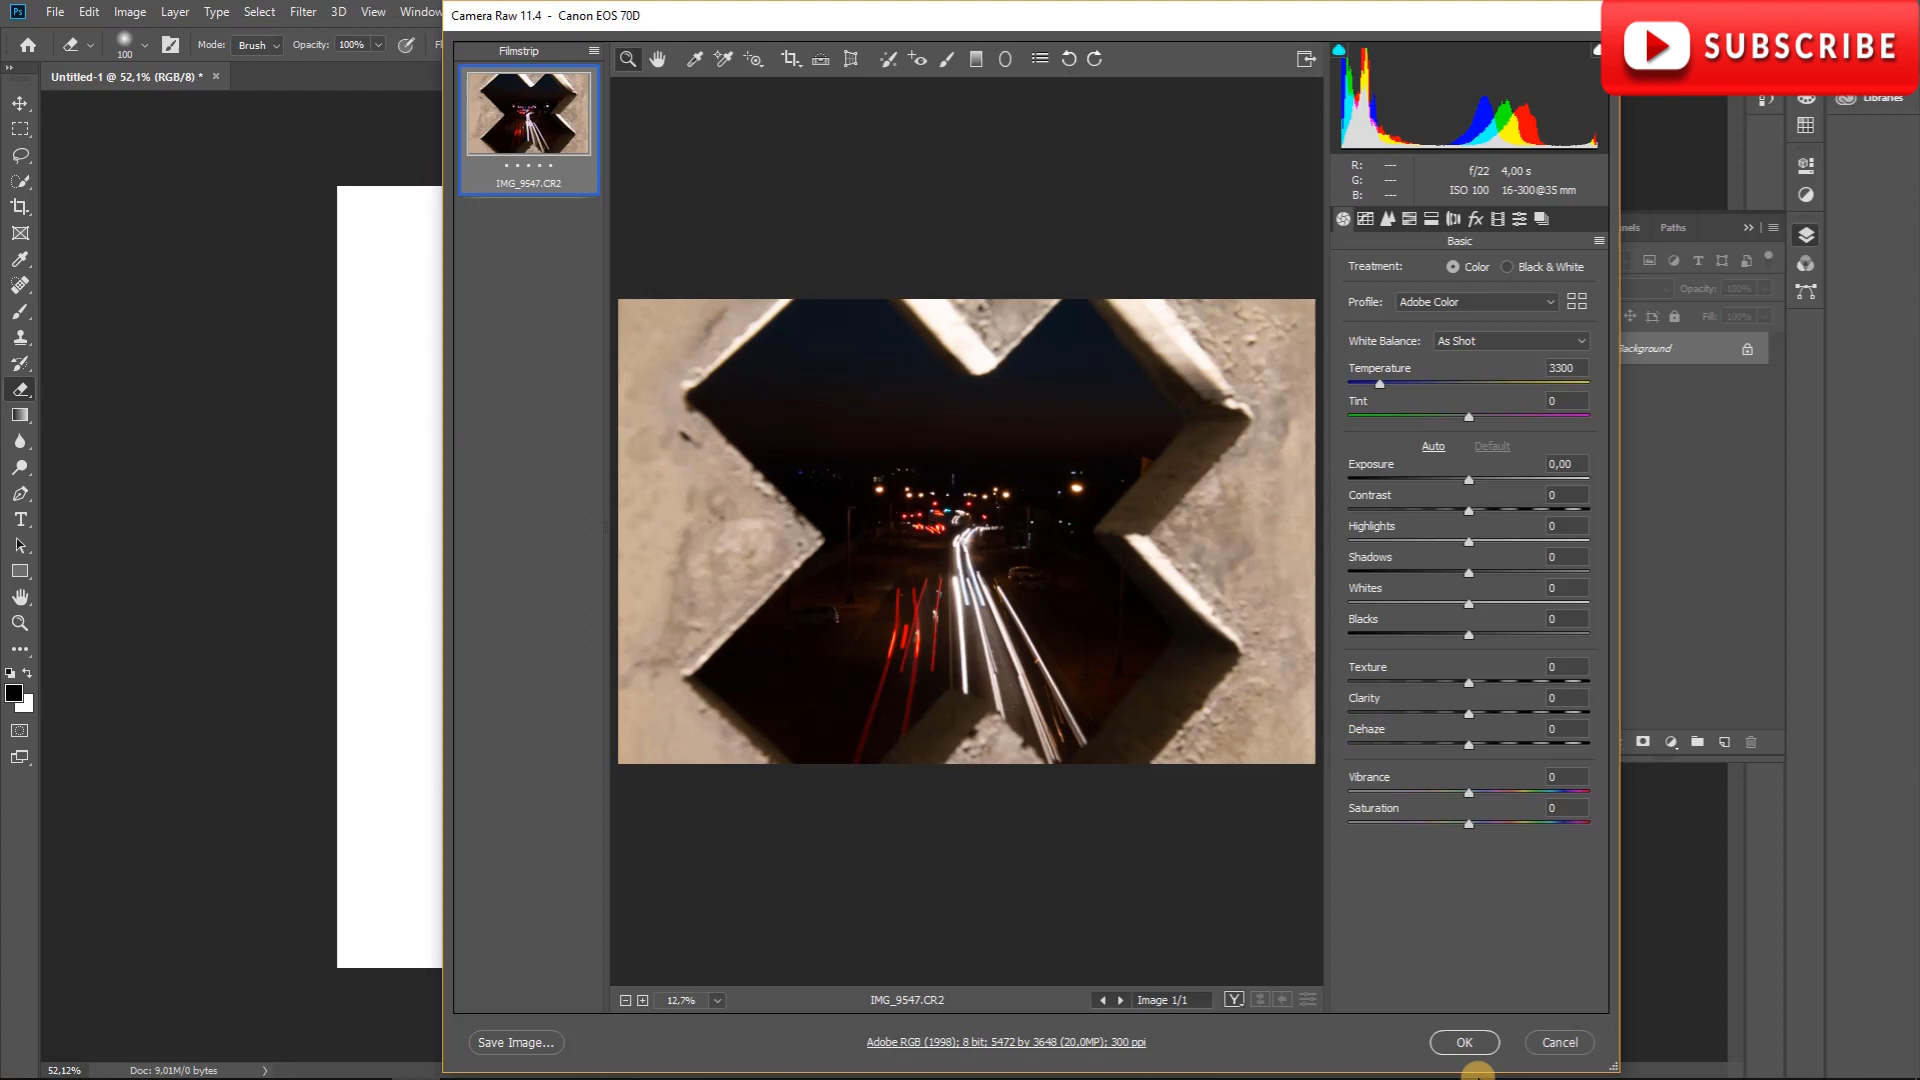 File Edit Image Layer Type Select Filter 3D View Window
Camera Raw 11.4 - Canon EOS 70D
SUBSCRIBE
100
Mode: Brush Opacity: 100%
Filmstrip
Untitled-1 @ 52,1% (RGB/8) *
Libraries
IMG_9547.CR2
R: ---
G: ---
B: ---
f/22 4,00 s
ISO 100 16-300@35 mm
fx
Basic
Paths
Treatment: Color Black & White
Profile: Adobe Color
Opacity: 100%
Fill: 100%
White Balance: As Shot
Background
Temperature 3300
Tint 0
Auto Default
Exposure 0,00
Contrast 0
Highlights 0
Shadows 0
Whites 0
Blacks 0
Texture 0
Clarity 0
Dehaze 0
Vibrance 0
Saturation 0
12,7%
IMG_9547.CR2
Image 1/1
Y
Save Image...
Adobe RGB (1998); 8 bit; 5472 by 3648 (20,0MP); 300 ppi
OK
Cancel
52,12% Doc: 9,01M/0 bytes